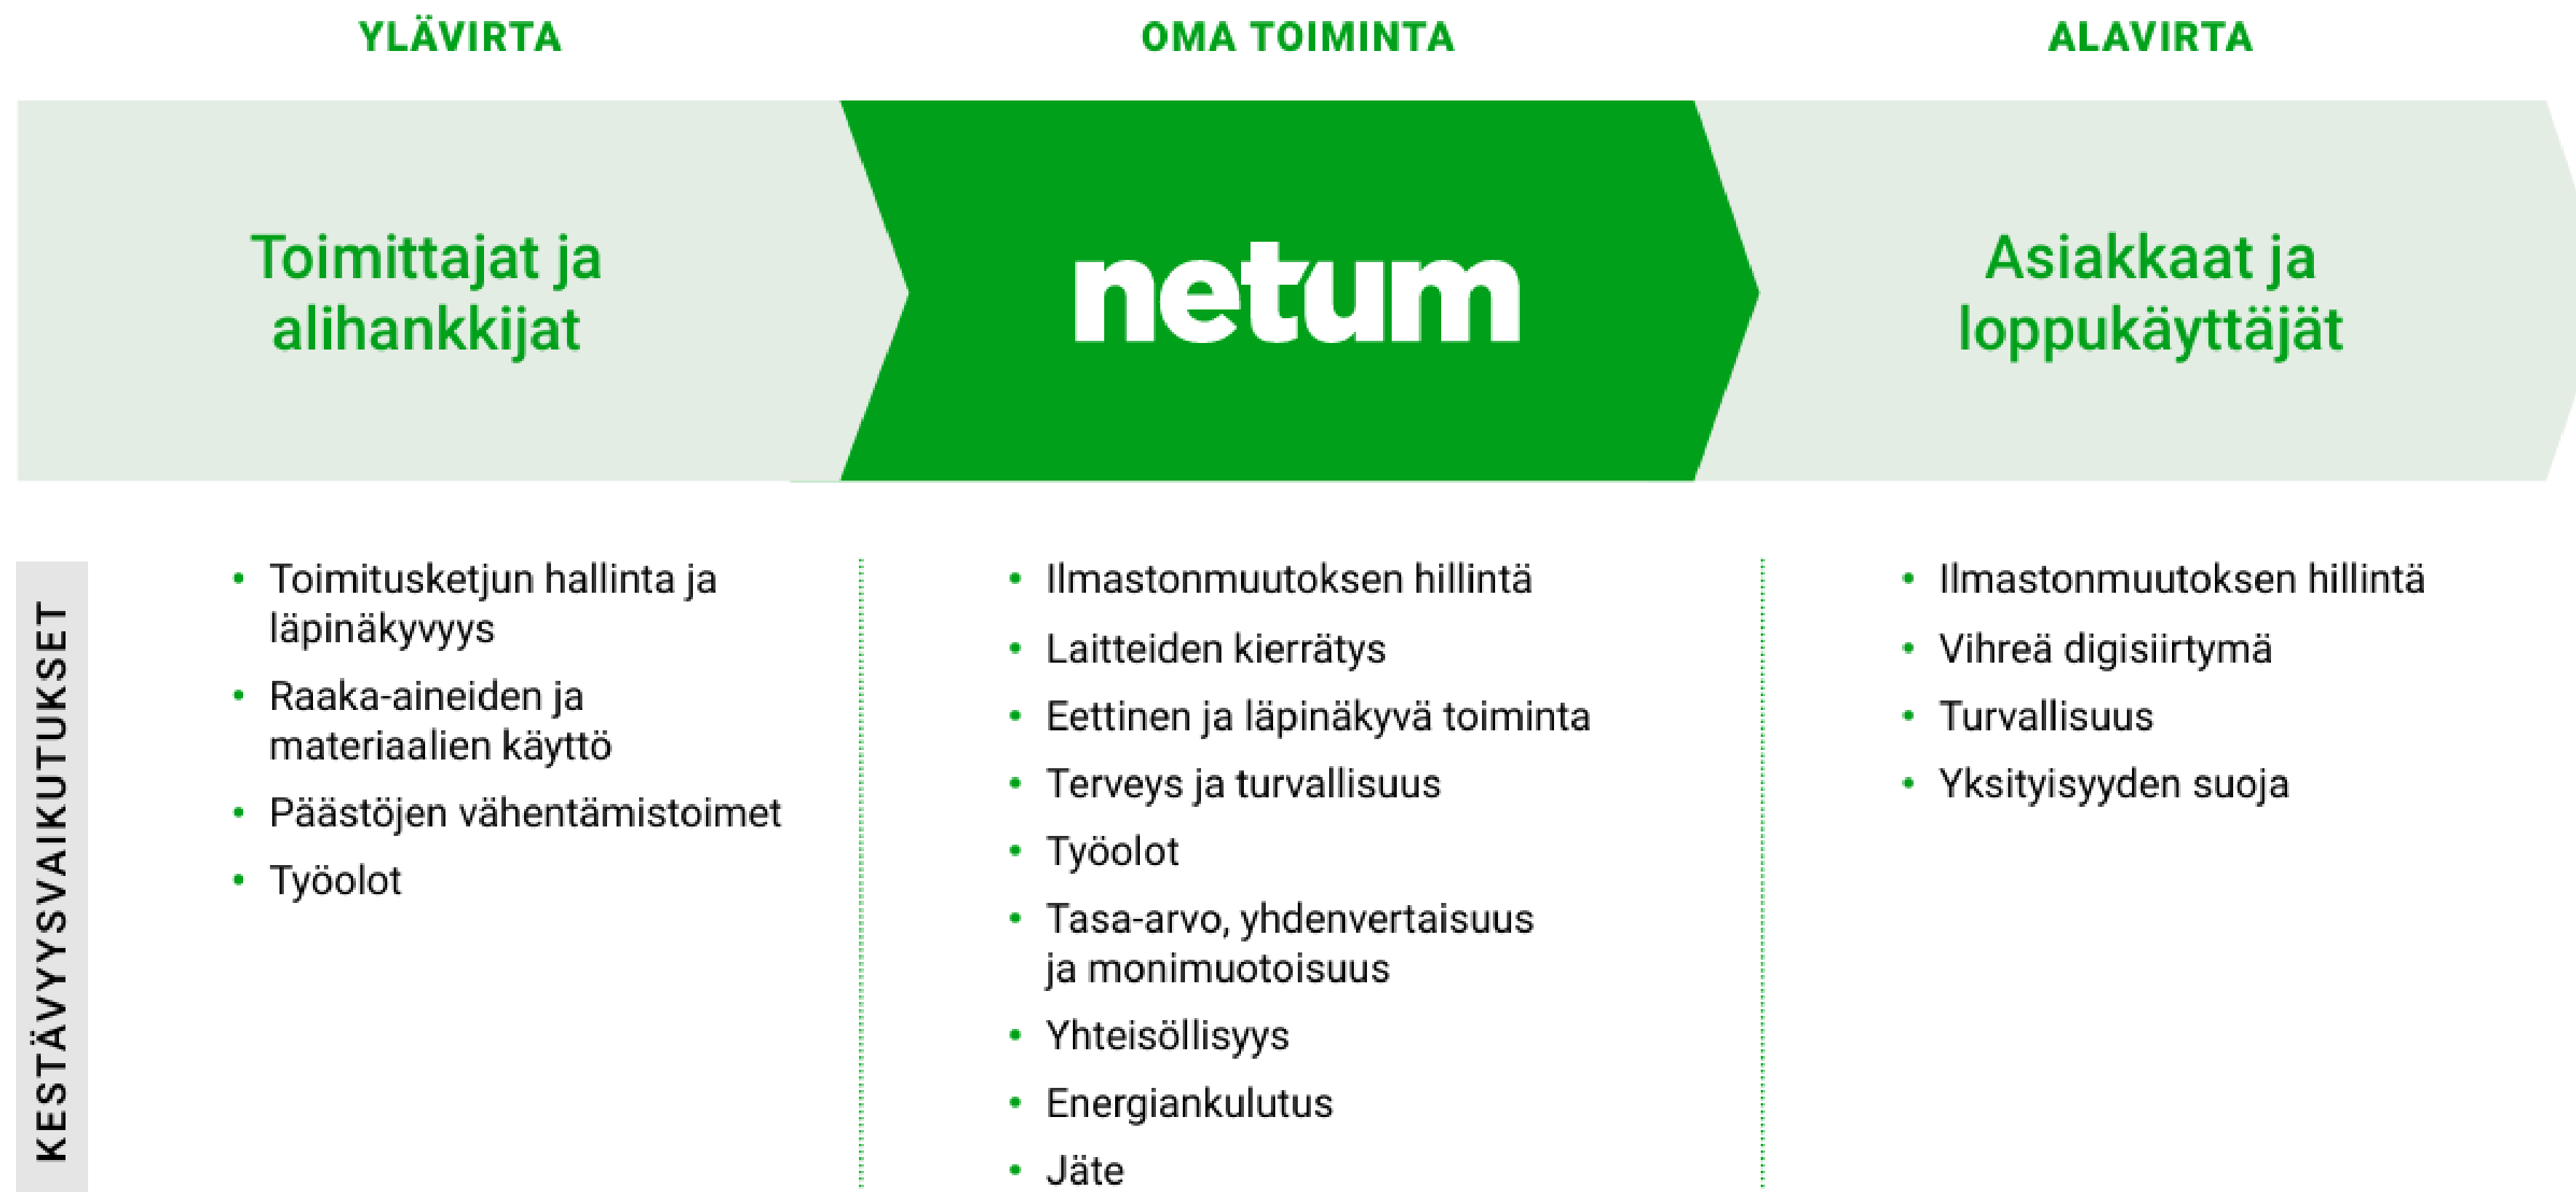 YLÄVIRTA
OMA TOIMINTA
ALAVIRTA
Toimittajat ja
alihankkijat
netum
Asiakkaat ja
loppukäyttäjät
KESTÄVYYSVAIKUTUKSET
• Toimitusketjun hallinta ja
läpinäkyvyys
• Raaka-aineiden ja
materiaalien käyttö
• Päästöjen vähentämistoimet
• Työolot
• Ilmastonmuutoksen hillintä
• Laitteiden kierrätys
• Eettinen ja läpinäkyvä toiminta
• Terveys ja turvallisuus
• Työolot
• Tasa-arvo, yhdenvertaisuus
ja monimuotoisuus
• Yhteisöllisyys
• Energiankulutus
• Jäte
• Ilmastonmuutoksen hillintä
• Vihreä digisiirtymä
• Turvallisuus
• Yksityisyyden suoja